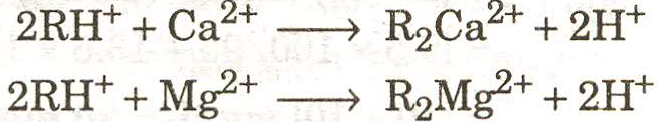 2RH⁺ + Ca²⁺ ⟶ R₂Ca²⁺ + 2H⁺
2RH⁺ + Mg²⁺ ⟶ R₂Mg²⁺ + 2H⁺